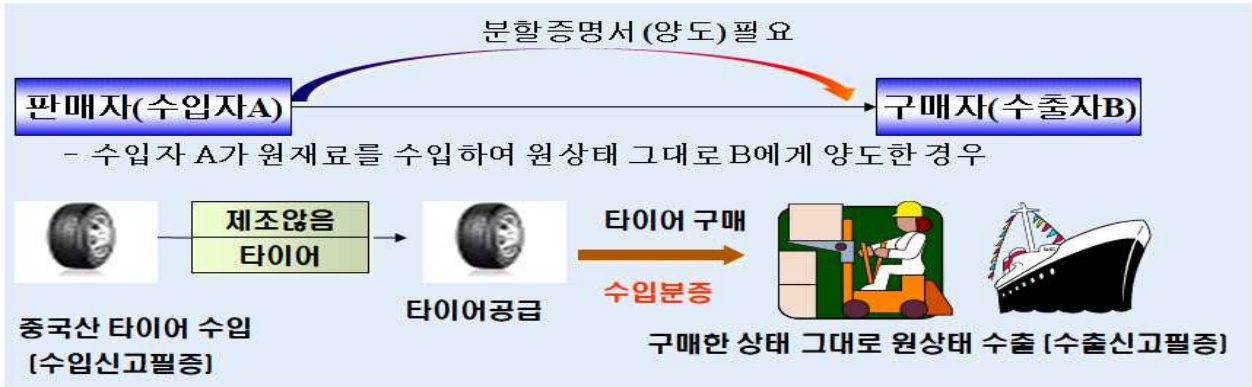 분할증명서(양도)필요
판매자(수입자A)
구매자(수출자B)
- 수입자 A가 원재료를 수입하여 원상태 그대로 B에게 양도한 경우
제조않음
타이어
타이어 구매
수입분증
타이어공급
중국산 타이어 수입
(수입신고필증)
구매한 상태 그대로 원상태 수출 (수출신고필증)